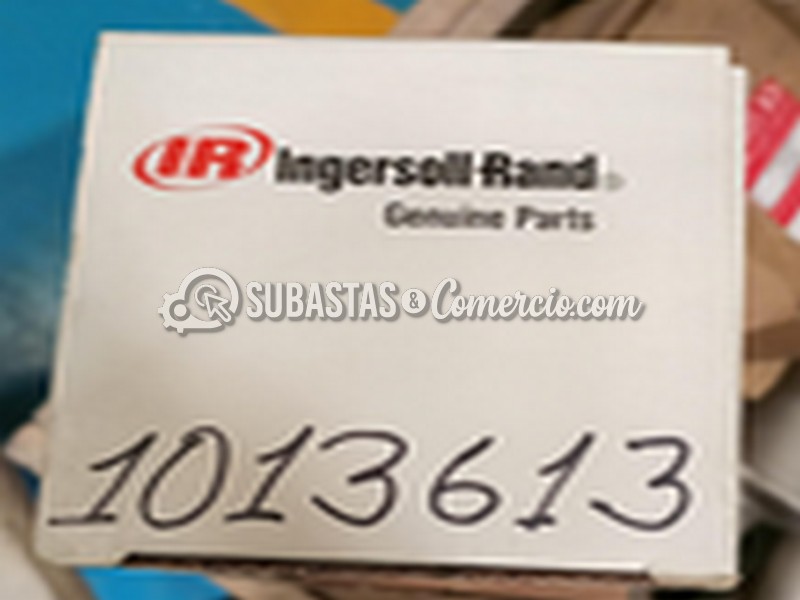 IR Ingersoll-Rand®
Genuine Parts
SUBASTAS & Comercio.com
1013613